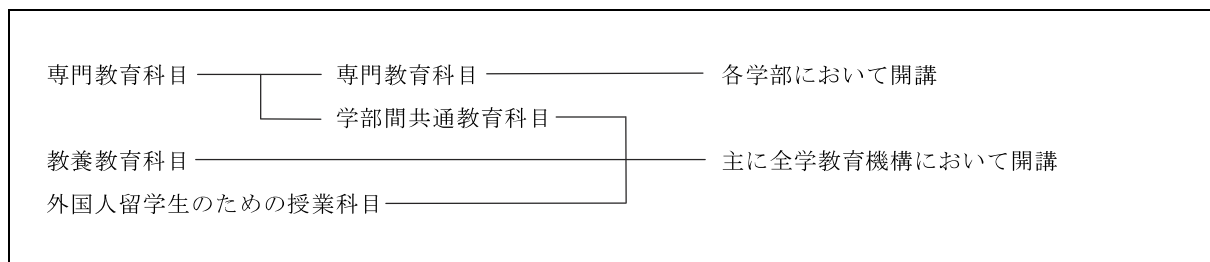 専門教育科目 専門教育科目 各学部において開講
学部間共通教育科目
教養教育科目 主に全学教育機構において開講
外国人留学生のための授業科目